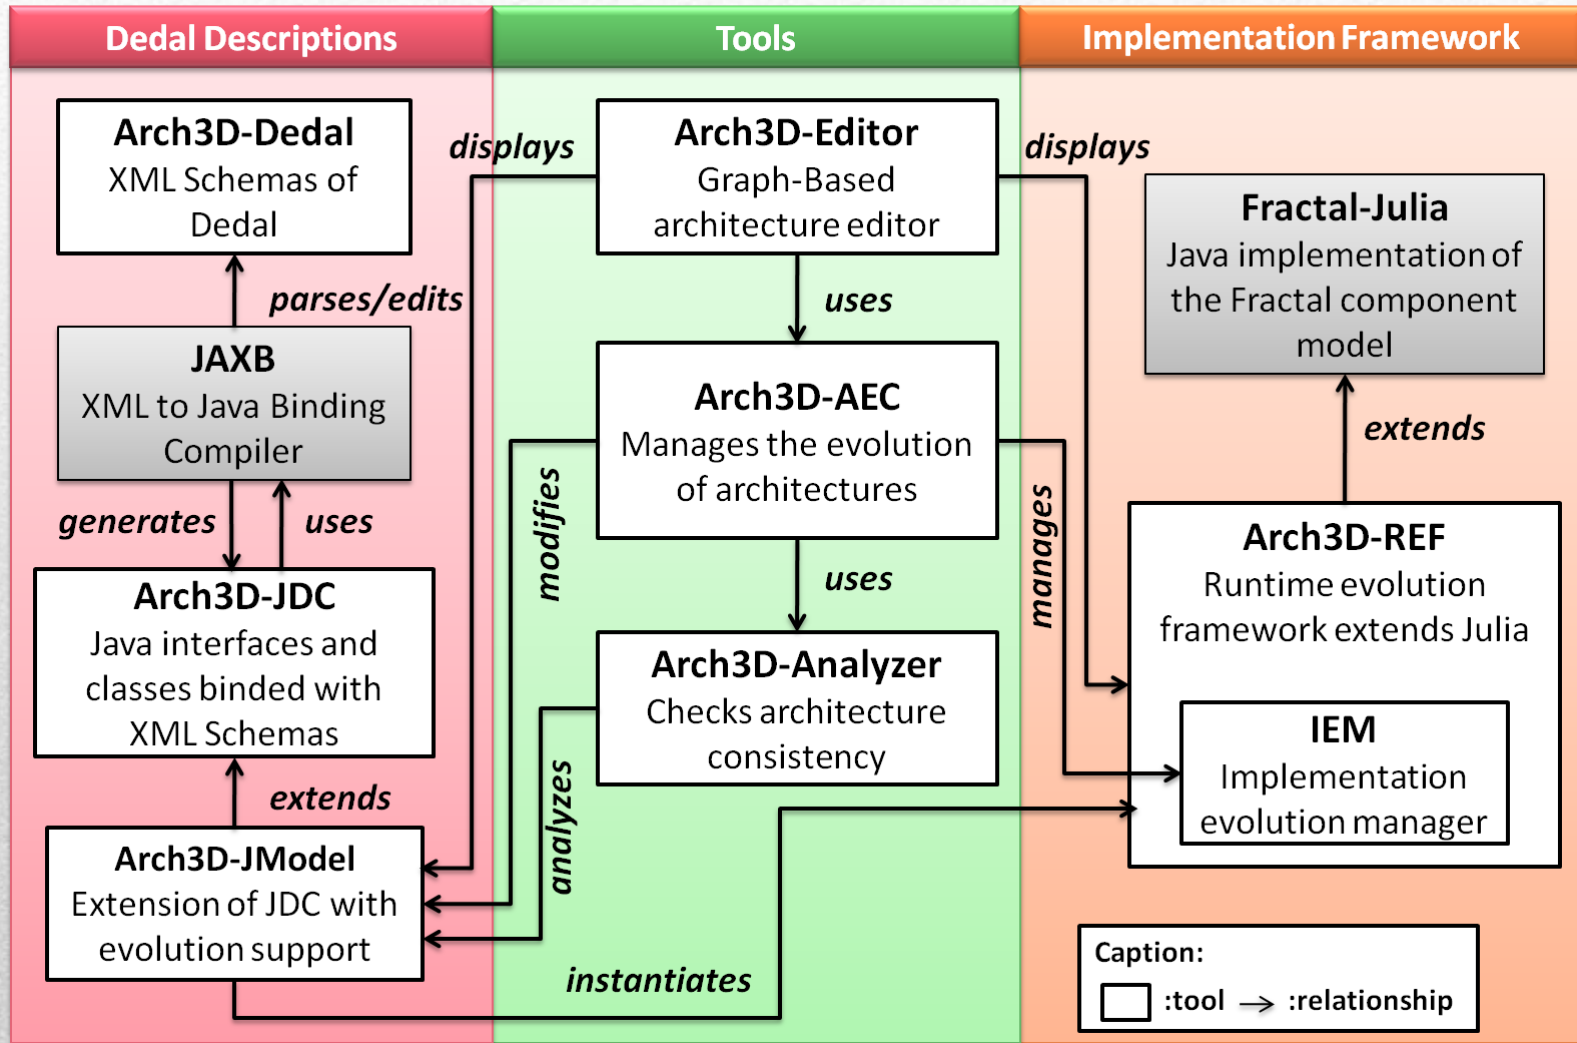 Dedal Descriptions
Tools
Implementation Framework
Arch3D-Dedal
XML Schemas of
Dedal
parses/edits
JAXB
XML to Java Binding
Compiler
generates
uses
Arch3D-JDC
Java interfaces and
classes binded with
XML Schemas
extends
Arch3D-JModel
Extension of JDC with
evolution support
displays
Arch3D-Editor
Graph-Based
architecture editor
displays
uses
Arch3D-AEC
Manages the evolution
of architectures
modifies
manages
uses
Arch3D-Analyzer
Checks architecture
consistency
analyzes
instantiates
Fractal-Julia
Java implementation of
the Fractal component
model
extends
Arch3D-REF
Runtime evolution
framework extends Julia
IEM
Implementation
evolution manager
Caption:
:tool :relationship